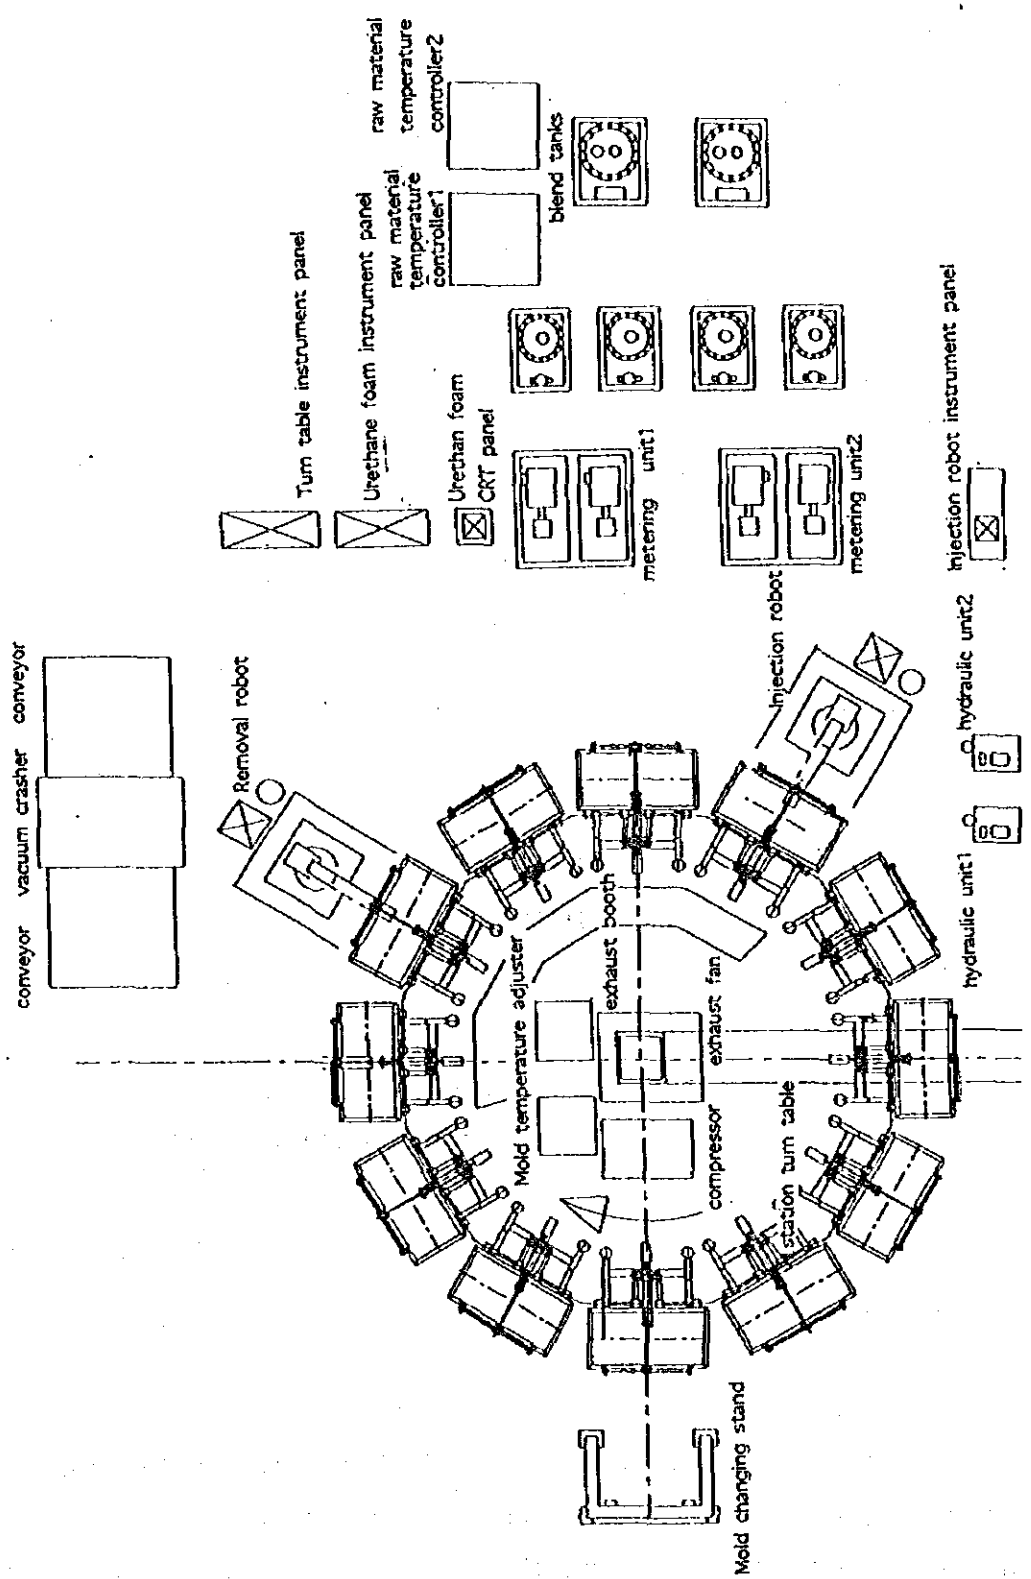 raw material
temperature
controller2
raw material
temperature
controller1
blend tanks
Turn table instrument panel
Urethane foam instrument panel
Urethan foam
CRT panel
metering unit1
metering unit2
Injection robot instrument panel
conveyor vacuum crasher conveyor
Removal robot
Injection robot
hydraulic unit2
hydraulic unit1
Mold temperature adjuster
exhaust booth
exhaust fan
compressor
station turn table
Mold changing stand